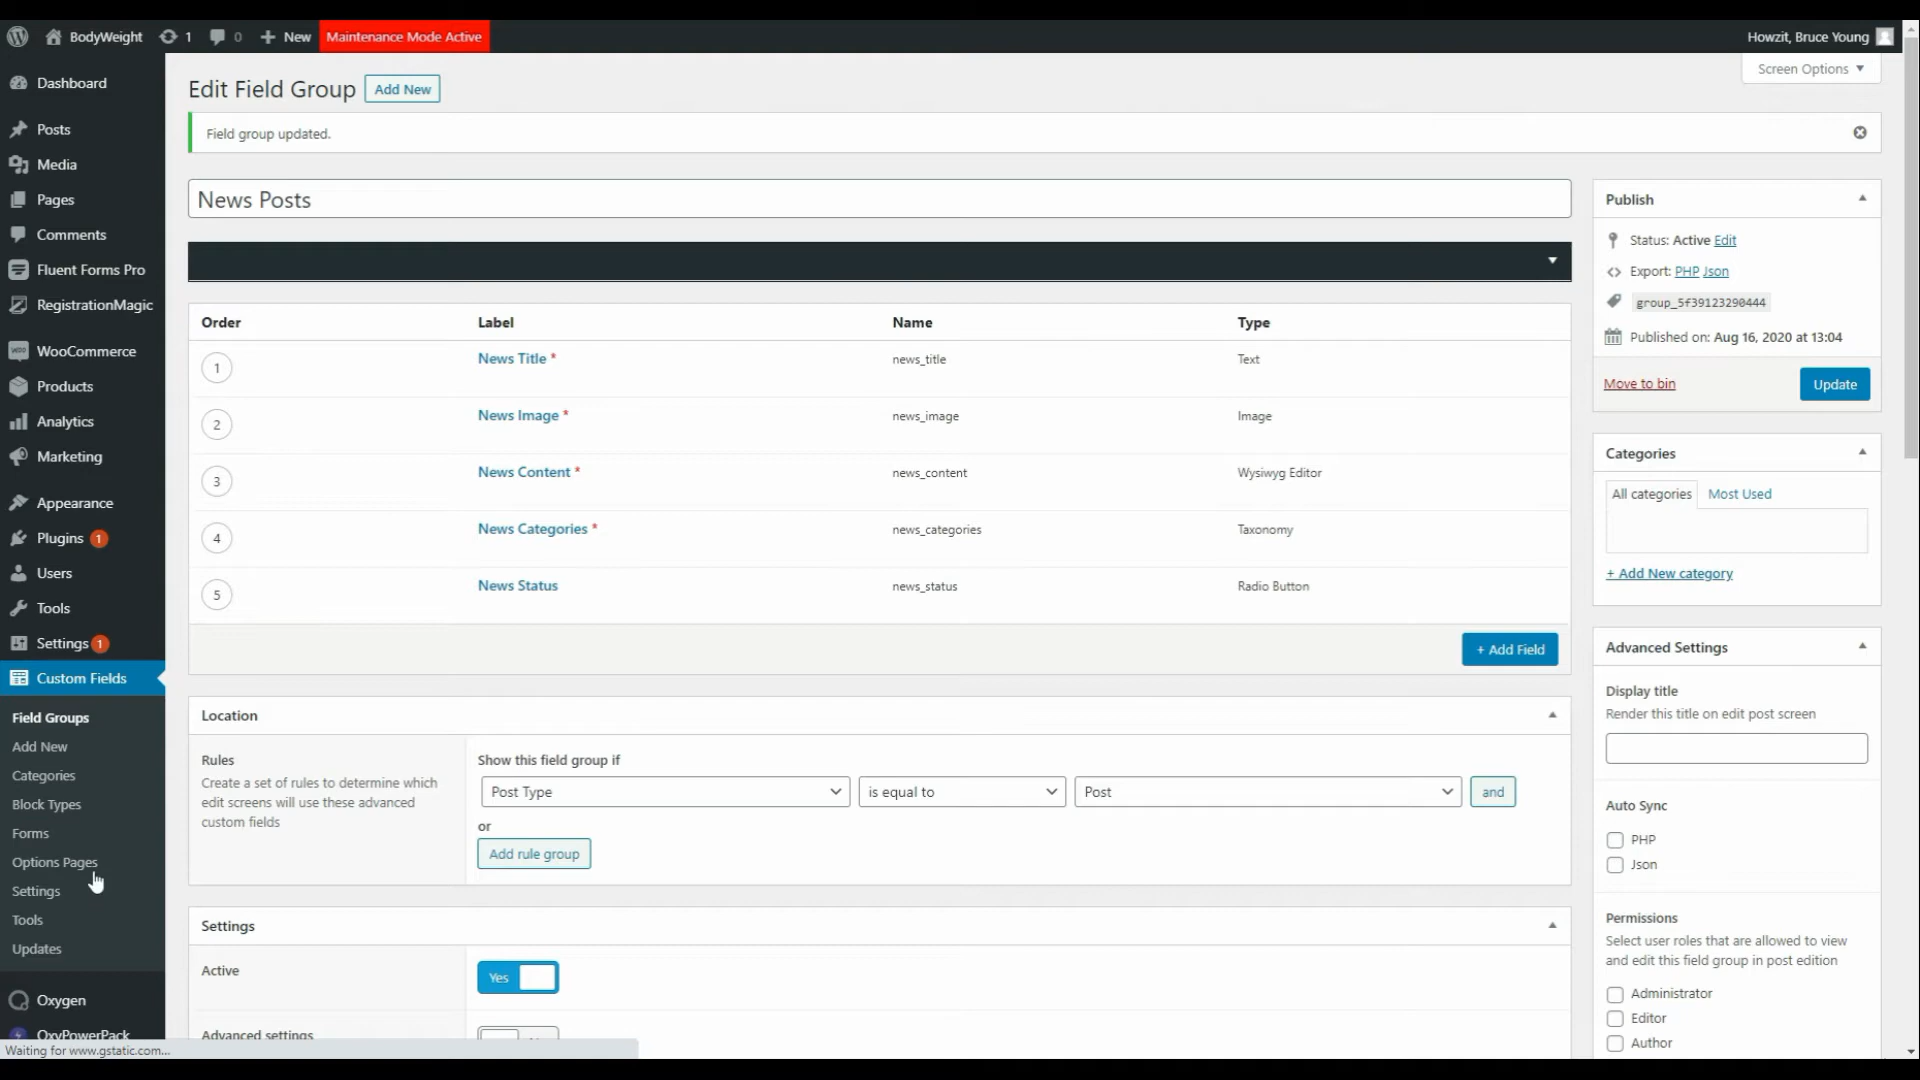 BodyWeight
1
0
New
Maintenance Mode Active
Howzit, Bruce Young
Screen Options
Dashboard
Posts
Media
Pages
Comments
Fluent Forms Pro
RegistrationMagic
WooCommerce
Products
Analytics
Marketing
Appearance
Plugins 1
Users
Tools
Settings 1
Custom Fields
Field Groups
Add New
Categories
Block Types
Forms
Options Pages
Settings
Tools
Updates
Oxygen
OxyPowerPack
Waiting for www.gstatic.com...
Edit Field Group
Add New
Field group updated.
News Posts
Order Label Name Type
1 News Title * news_title Text
2 News Image * news_image Image
3 News Content * news_content Wysiwyg Editor
4 News Categories * news_categories Taxonomy
5 News Status news_status Radio Button
+ Add Field
Location
Rules
Create a set of rules to determine which
edit screens will use these advanced
custom fields
Show this field group if
Post Type is equal to Post and
or
Add rule group
Settings
Active
Yes
Advanced settings
Publish
Status: Active Edit
Export: PHP Json
group_5f39123290444
Published on: Aug 16, 2020 at 13:04
Move to bin
Update
Categories
All categories Most Used
+ Add New category
Advanced Settings
Display title
Render this title on edit post screen
Auto Sync
PHP
Json
Permissions
Select user roles that are allowed to view
and edit this field group in post edition
Administrator
Editor
Author